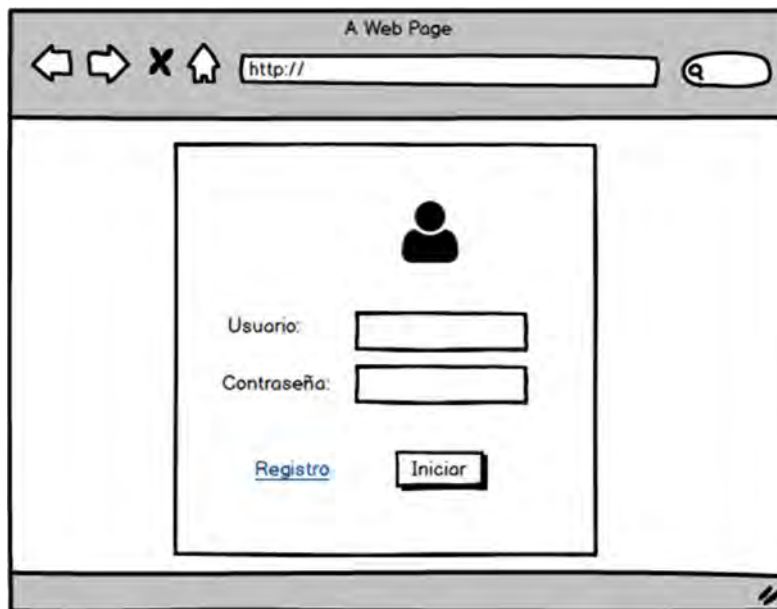 A Web Page
http://
Usuario:
Contraseña:
Registro
Iniciar